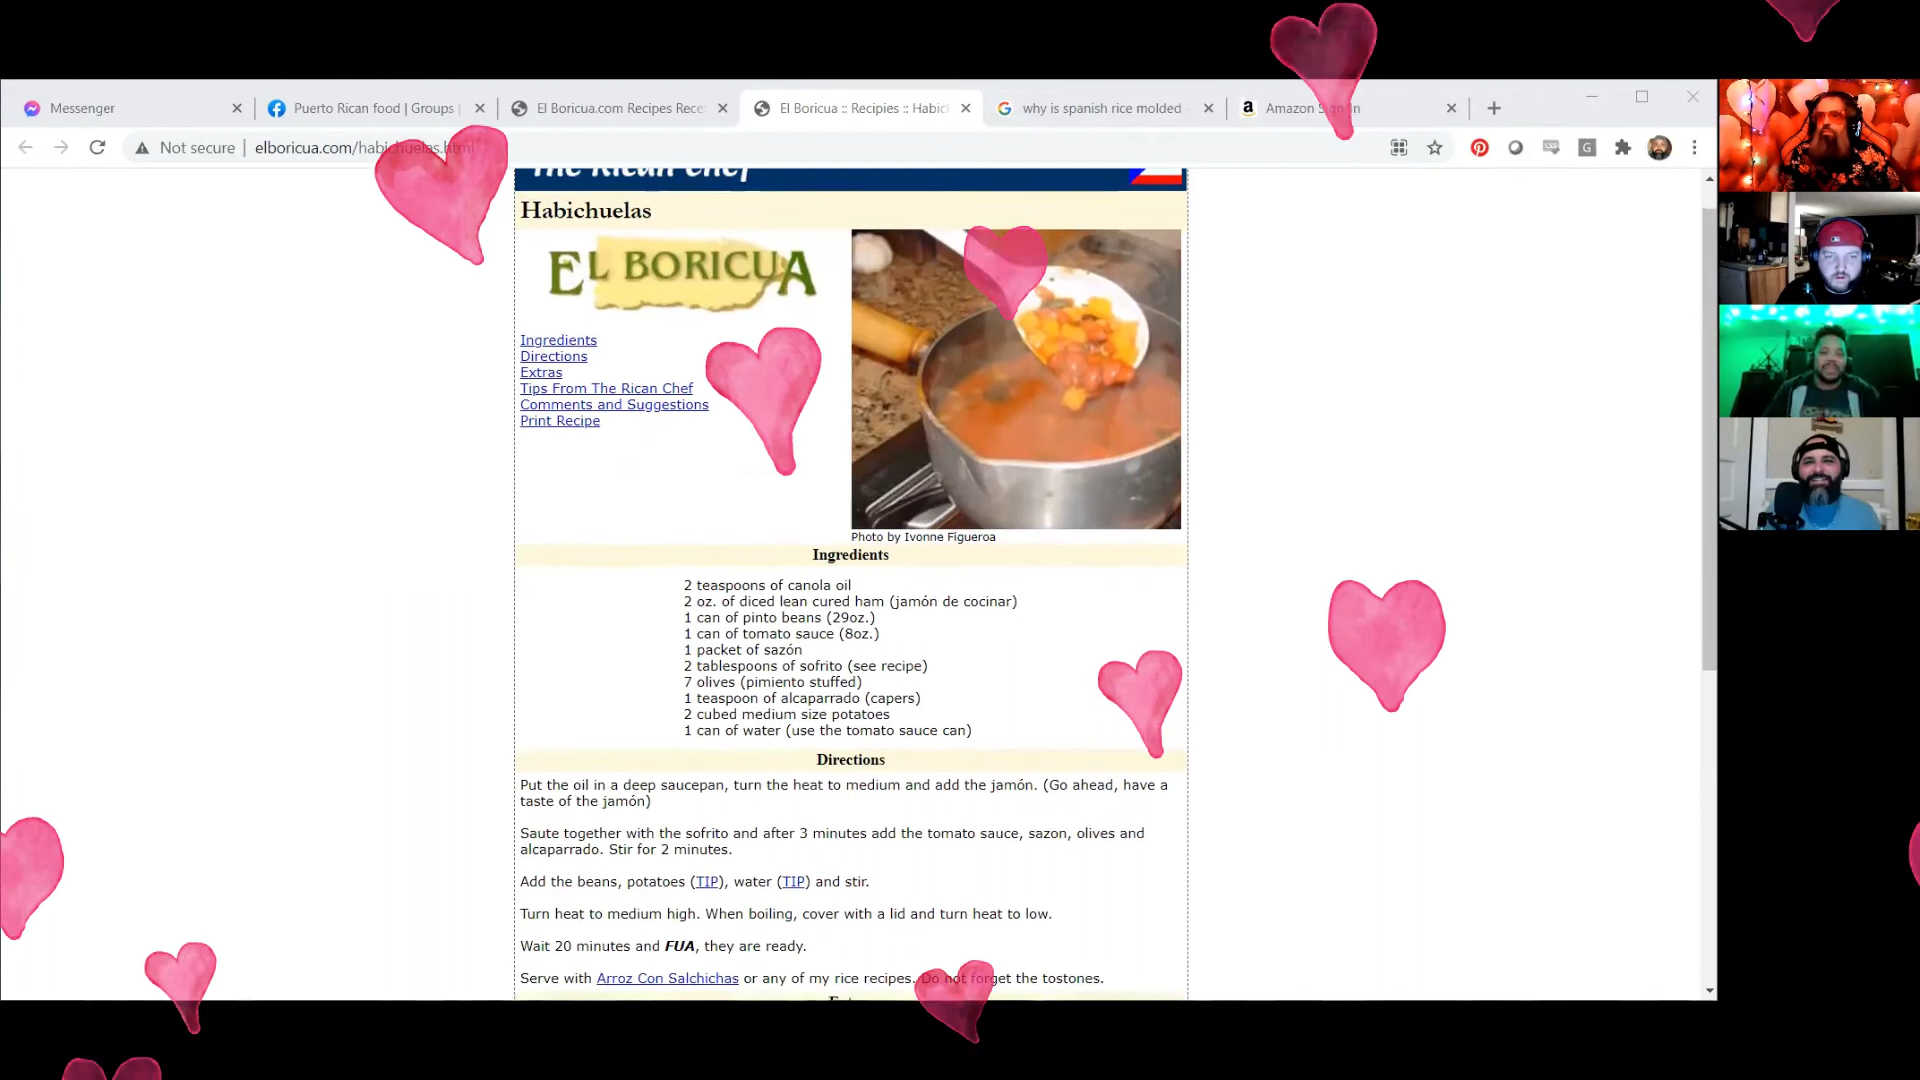 Messenger
Puerto Rican food | Groups |
El Boricua.com Recipes Rece
El Boricua :: Recipies :: Habic
why is spanish rice molded
Amazon Sign In
Not secure
elboricua.com/habichuelas.html
The Rican Chef
Habichuelas
EL BORICUA
Ingredients
Directions
Extras
Tips From The Rican Chef
Comments and Suggestions
Print Recipe
Photo by Ivonne Figueroa
Ingredients
2 teaspoons of canola oil
2 oz. of diced lean cured ham (jamón de cocinar)
1 can of pinto beans (29oz.)
1 can of tomato sauce (8oz.)
1 packet of sazón
2 tablespoons of sofrito (see recipe)
7 olives (pimiento stuffed)
1 teaspoon of alcaparrado (capers)
2 cubed medium size potatoes
1 can of water (use the tomato sauce can)
Directions
Put the oil in a deep saucepan, turn the heat to medium and add the jamón. (Go ahead, have a
taste of the jamón)
Saute together with the sofrito and after 3 minutes add the tomato sauce, sazon, olives and
alcaparrado. Stir for 2 minutes.
Add the beans, potatoes (TIP), water (TIP) and stir.
Turn heat to medium high. When boiling, cover with a lid and turn heat to low.
Wait 20 minutes and FUA, they are ready.
Serve with Arroz Con Salchichas or any of my rice recipes. Do not forget the tostones.